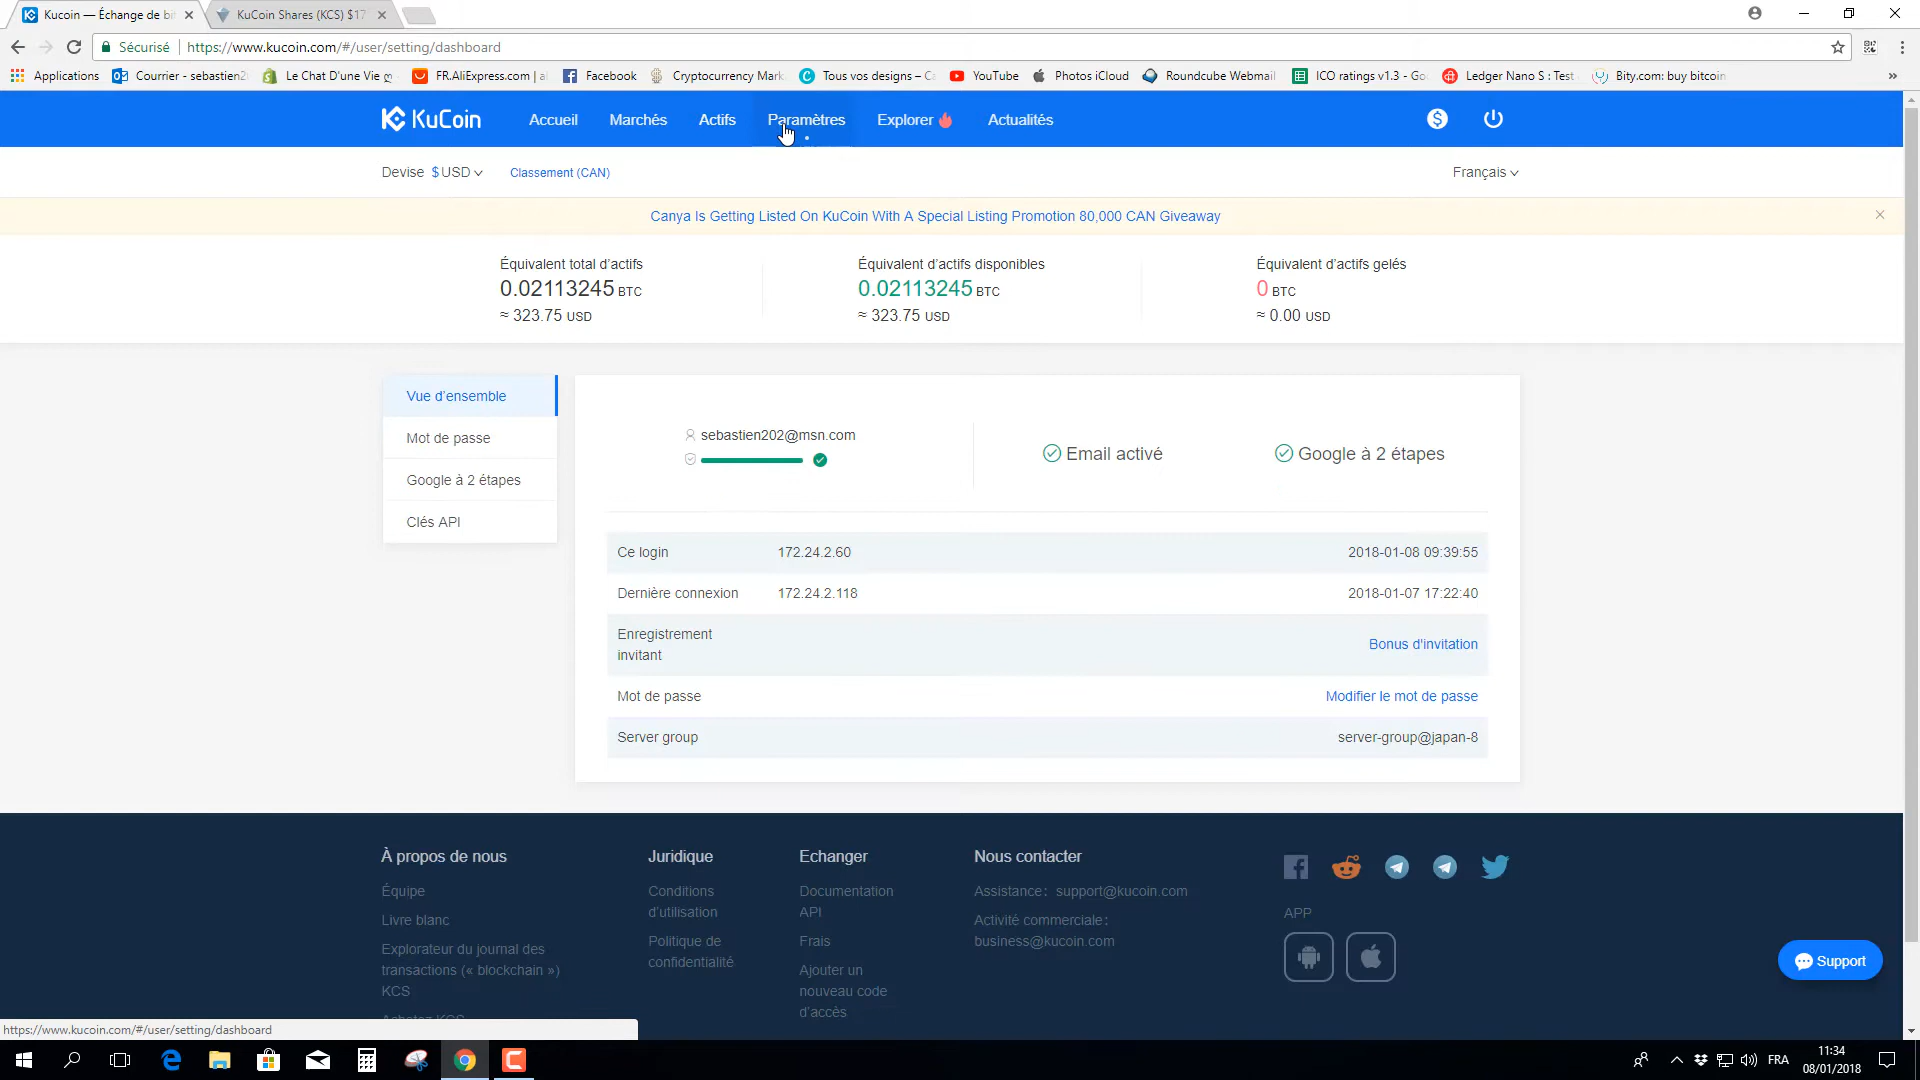 Kucoin — Échange de bi
KuCoin Shares (KCS) $17
Sécurisé https://www.kucoin.com/#/user/setting/dashboard
Applications Courrier - sebastien2 Le Chat D'une Vie ღ FR.AliExpress.com | al Facebook Cryptocurrency Mark Tous vos designs – Ca YouTube Photos iCloud Roundcube Webmail ICO ratings v1.3 - Go Ledger Nano S : Test Bity.com: buy bitcoin »
KuCoin Accueil Marchés Actifs Paramètres Explorer Actualités
Devise $ USD Classement (CAN) Français
Canya Is Getting Listed On KuCoin With A Special Listing Promotion 80,000 CAN Giveaway
Équivalent total d'actifs Équivalent d'actifs disponibles Équivalent d'actifs gelés
0.02113245 BTC 0.02113245 BTC 0 BTC
≈ 323.75 USD ≈ 323.75 USD ≈ 0.00 USD
Vue d'ensemble
Mot de passe
Google à 2 étapes
Clés API
sebastien202@msn.com
Email activé Google à 2 étapes
Ce login 172.24.2.60 2018-01-08 09:39:55
Dernière connexion 172.24.2.118 2018-01-07 17:22:40
Enregistrement
invitant Bonus d'invitation
Mot de passe Modifier le mot de passe
Server group server-group@japan-8
À propos de nous
Équipe
Livre blanc
Explorateur du journal des
transactions (« blockchain »)
KCS
Achetez KCS
Juridique
Conditions
d'utilisation
Politique de
confidentialité
Echanger
Documentation
API
Frais
Ajouter un
nouveau code
d'accès
Nous contacter
Assistance: support@kucoin.com
Activité commerciale:
business@kucoin.com
APP
Support
https://www.kucoin.com/#/user/setting/dashboard
FRA
11:34
08/01/2018